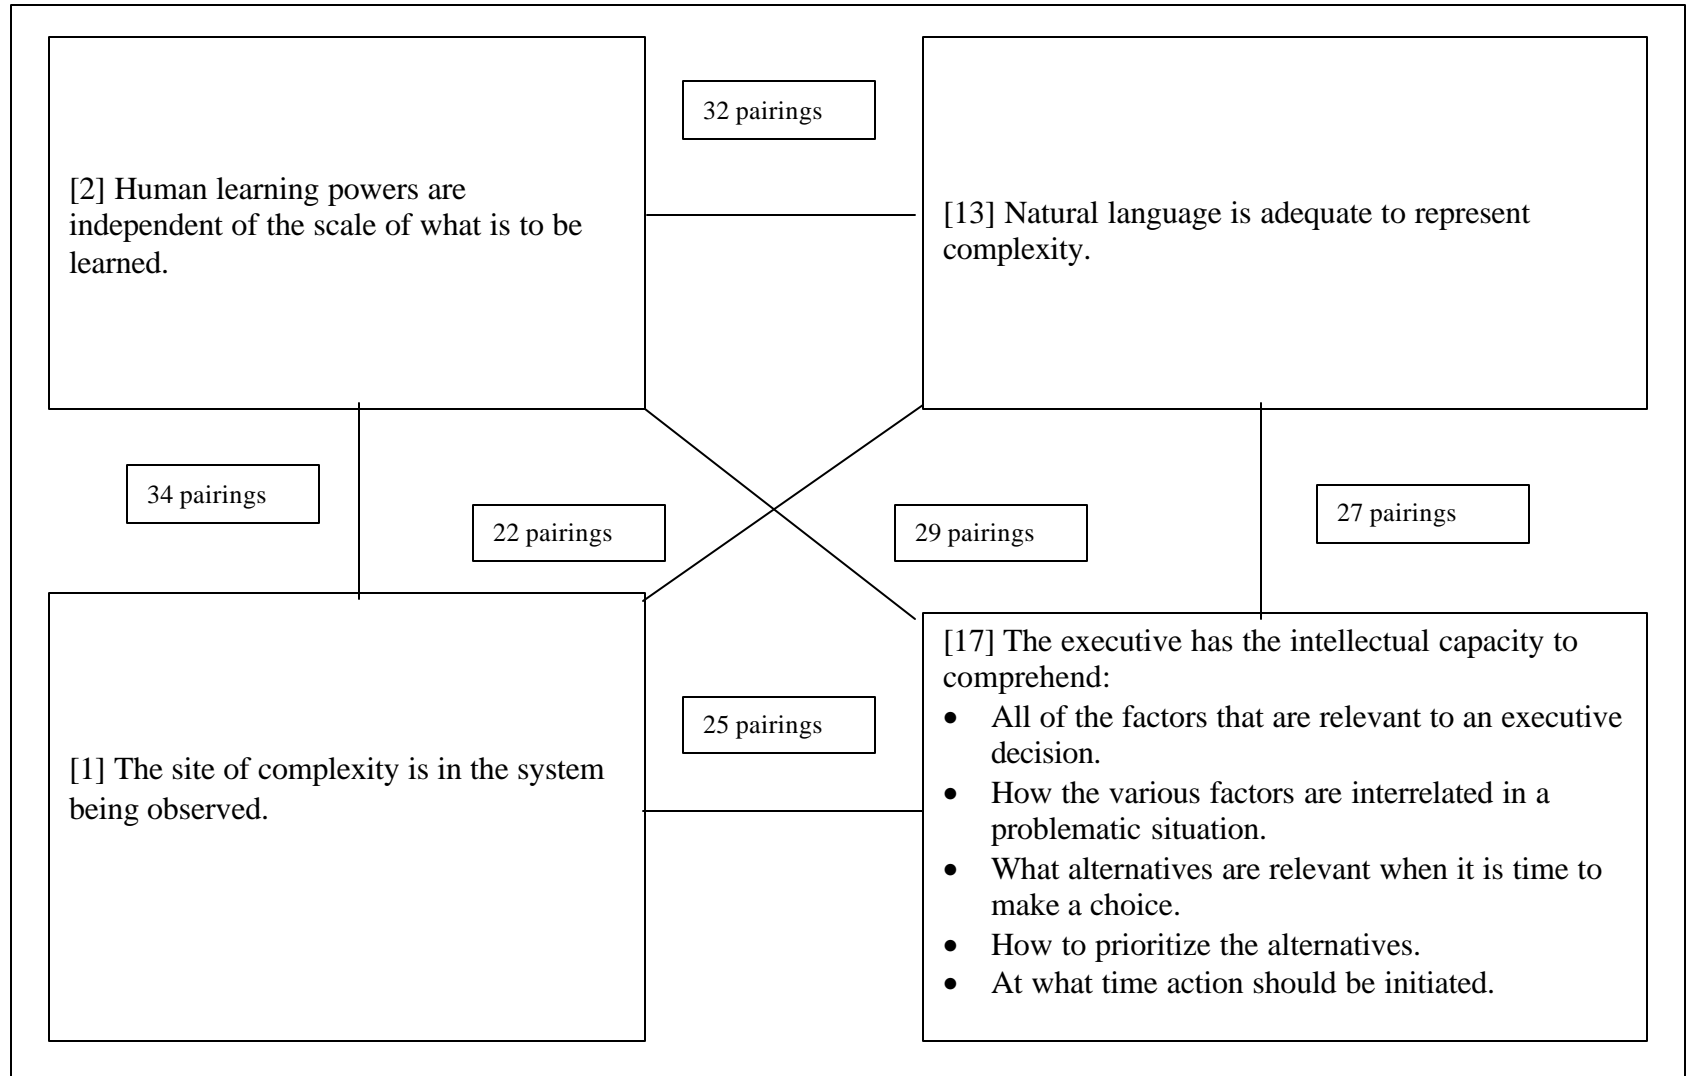 32 pairings
[2] Human learning powers are
independent of the scale of what is to be
learned.
[13] Natural language is adequate to represent
complexity.
34 pairings
22 pairings
29 pairings
27 pairings
[1] The site of complexity is in the system
being observed.
25 pairings
[17] The executive has the intellectual capacity to
comprehend:
• All of the factors that are relevant to an executive
decision.
• How the various factors are interrelated in a
problematic situation.
• What alternatives are relevant when it is time to
make a choice.
• How to prioritize the alternatives.
• At what time action should be initiated.